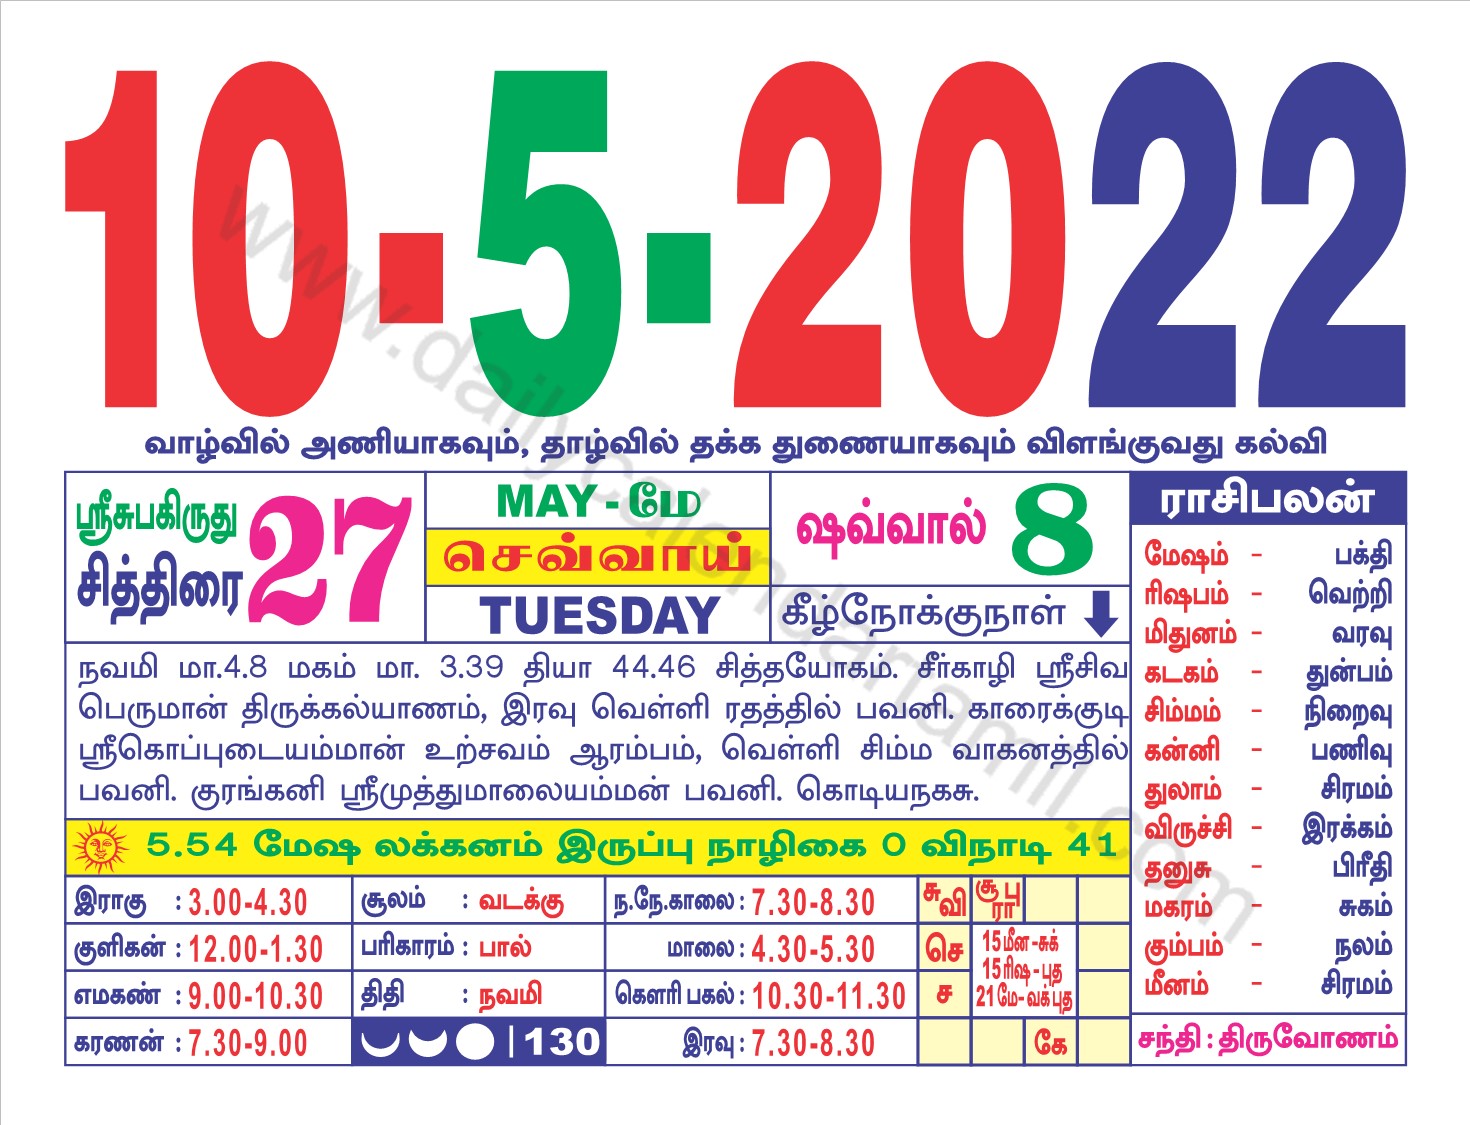 10-5-2022
வாழ்வில் அணியாகவும், தாழ்வில் தக்க துணையாகவும் விளங்குவது கல்வி
ஸ்ரீசுபகிருது
சித்திரை 27
MAY - மே
செவ்வாய்
TUESDAY
ஷவ்வால் 8
கீழ்நோக்குநாள்
நவமி மா.4.8 மகம் மா. 3.39 தியா 44.46 சித்தயோகம். சீர்காழி ஸ்ரீசிவ
பெருமான் திருக்கல்யாணம், இரவு வெள்ளி ரதத்தில் பவனி. காரைக்குடி
ஸ்ரீகொப்புடையம்மான் உற்சவம் ஆரம்பம், வெள்ளி சிம்ம வாகனத்தில்
பவனி. குரங்கனி ஸ்ரீமுத்துமாலையம்மன் பவனி. கொடியநகசு.
5.54 மேஷ லக்கனம் இருப்பு நாழிகை 0 விநாடி 41
இராகு : 3.00-4.30
குளிகன் : 12.00-1.30
எமகண் : 9.00-10.30
கரணன் : 7.30-9.00
சூலம் : வடக்கு
பரிகாரம் : பால்
திதி : நவமி
| 130
ந.நே.காலை : 7.30-8.30
மாலை : 4.30-5.30
கௌரி பகல் : 10.30-11.30
இரவு : 7.30-8.30
சு வி
சூ பு ரா
செ
ச
15 மீன - சுக்
15 ரிஷ - புத
21 மே- வக் புத
கே
ராசிபலன்
மேஷம் - பக்தி
ரிஷபம் - வெற்றி
மிதுனம் - வரவு
கடகம் - துன்பம்
சிம்மம் - நிறைவு
கன்னி - பணிவு
துலாம் - சிரமம்
விருச்சி - இரக்கம்
தனுசு - பிரீதி
மகரம் - சுகம்
கும்பம் - நலம்
மீனம் - சிரமம்
சந்தி : திருவோணம்
www.dailycalendartamil.com